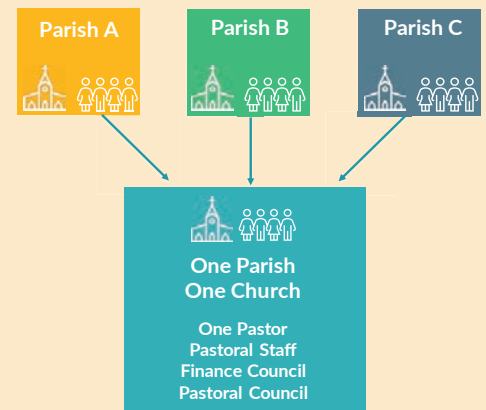 Parish A
Parish B
Parish C
One Parish
One Church
One Pastor
Pastoral Staff
Finance Council
Pastoral Council